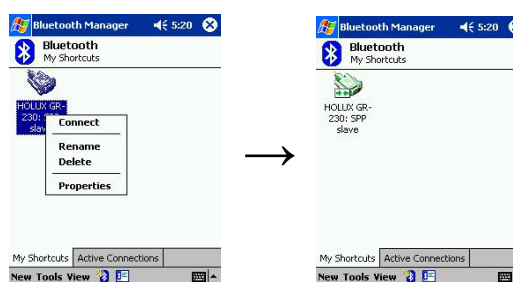 Bluetooth Manager 5:20
Bluetooth
My Shortcuts
HOLUX GR-
230: SPP
slave
Connect
Rename
Delete
Properties
My Shortcuts Active Connections
New Tools View
Bluetooth Manager 5:20
Bluetooth
My Shortcuts
HOLUX GR-
230: SPP
slave
My Shortcuts Active Connections
New Tools View